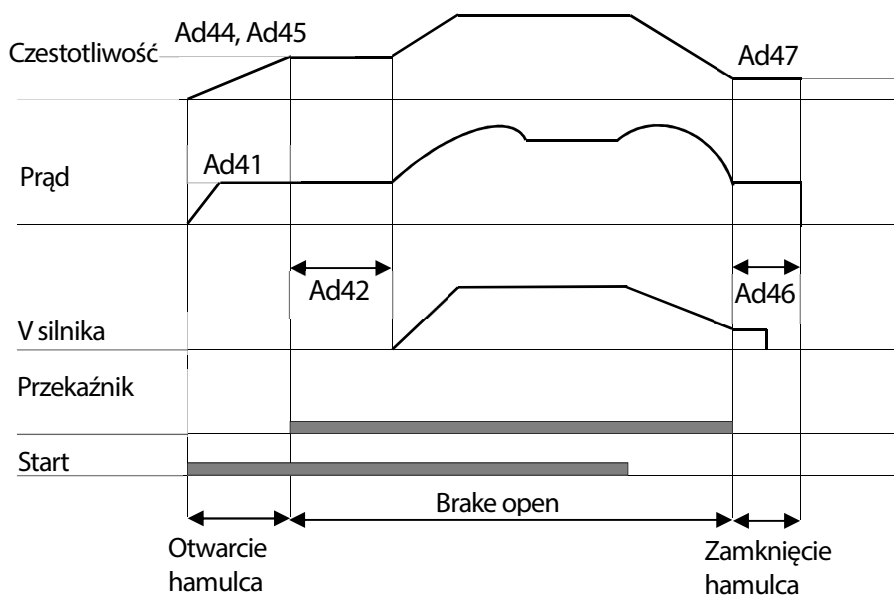 Ad44, Ad45
Czestotliwość
Ad47
Ad41
Prąd
Ad42
Ad46
V silnika
Przekaźnik
Start
Brake open
Otwarcie
hamulca
Zamknięcie
hamulca